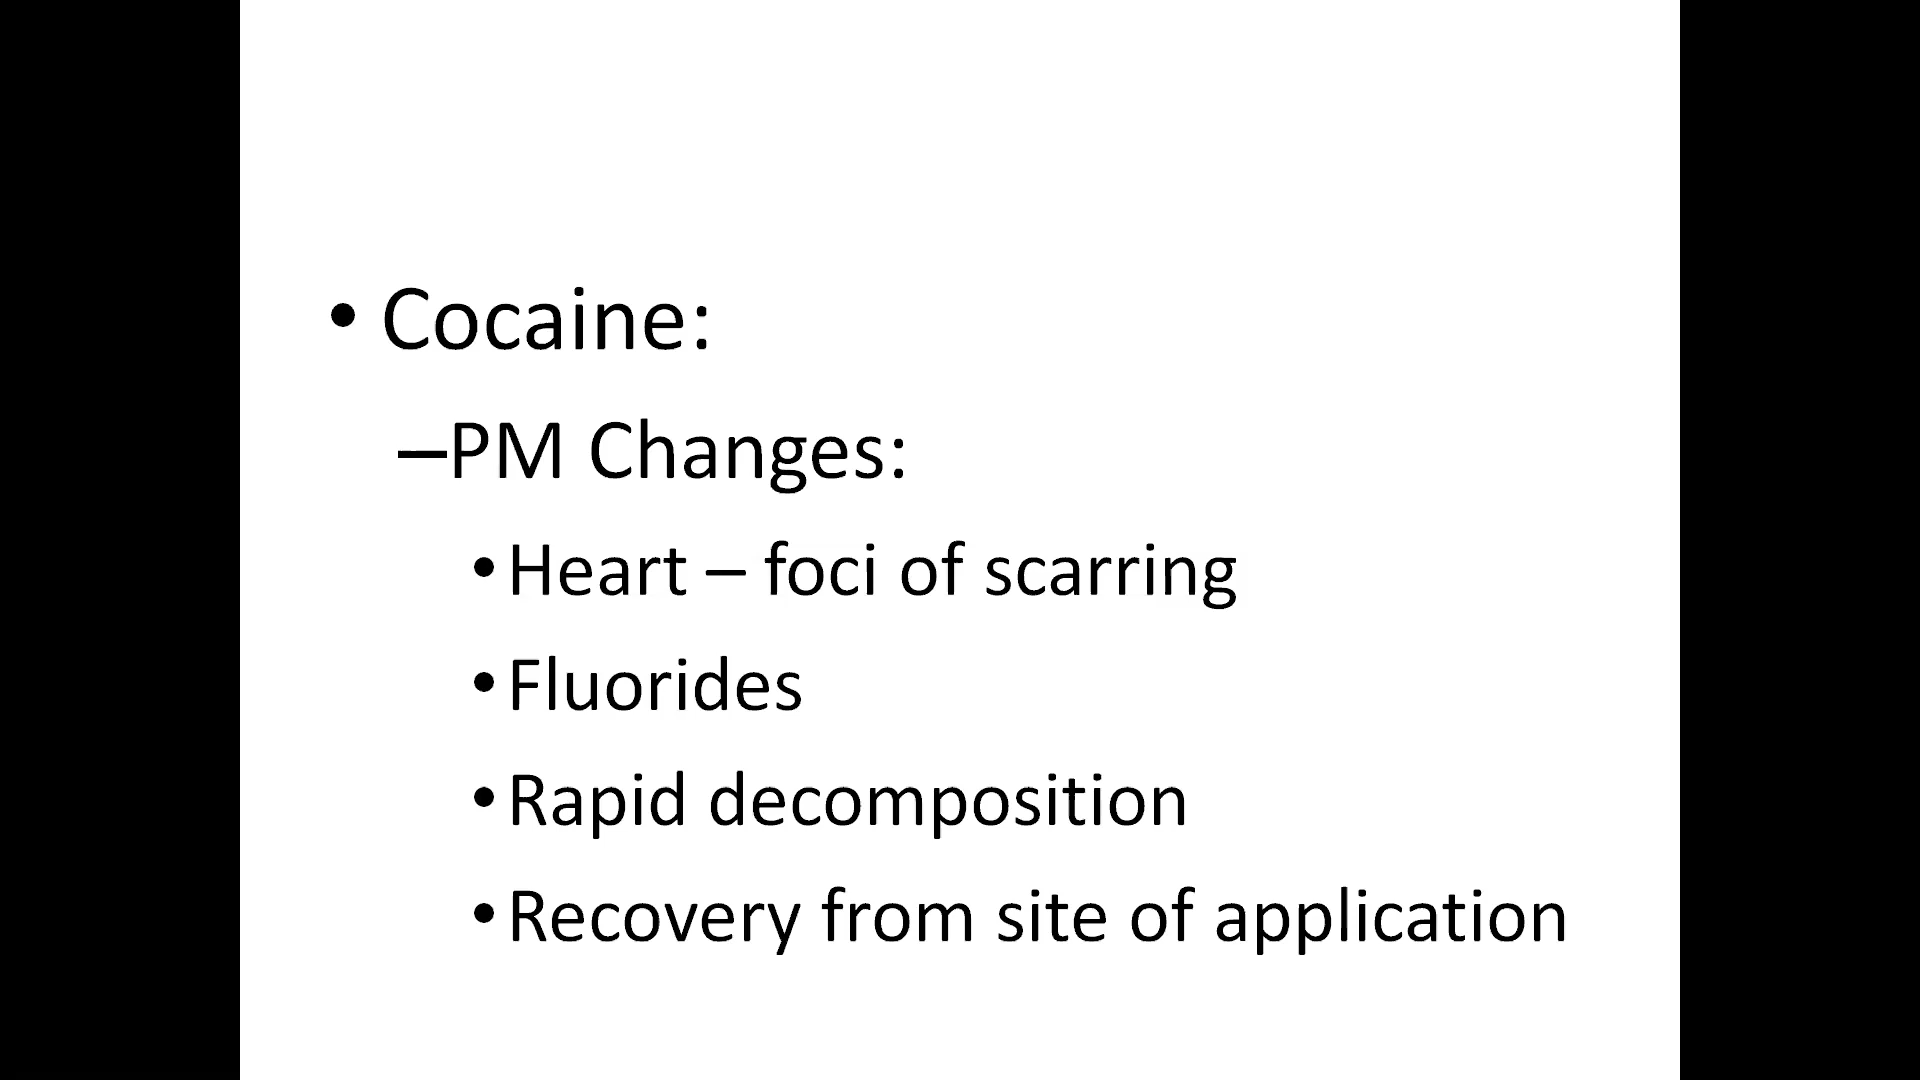 • Cocaine:
–PM Changes:
•Heart – foci of scarring
•Fluorides
•Rapid decomposition
•Recovery from site of application